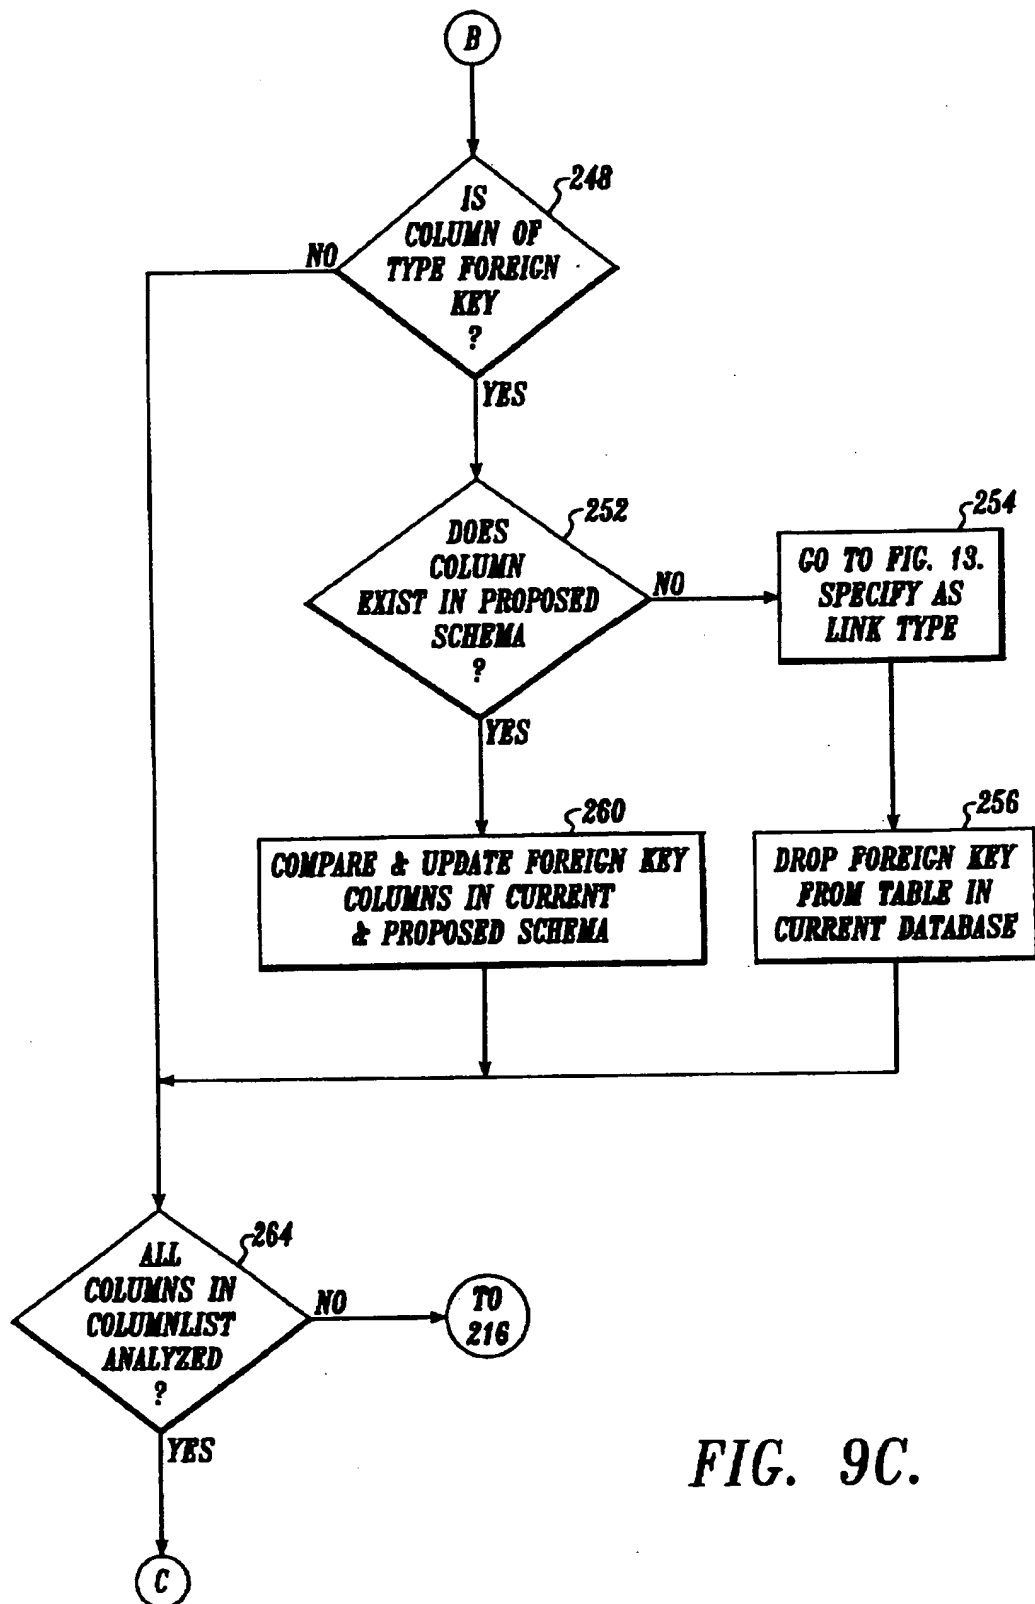 B
248
IS
COLUMN OF
TYPE FOREIGN
KEY
?
NO
YES
252
DOES
COLUMN
EXIST IN PROPOSED
SCHEMA
?
NO
YES
254
GO TO FIG. 13.
SPECIFY AS
LINK TYPE
260
COMPARE & UPDATE FOREIGN KEY
COLUMNS IN CURRENT
& PROPOSED SCHEMA
256
DROP FOREIGN KEY
FROM TABLE IN
CURRENT DATABASE
264
ALL
COLUMNS IN
COLUMNLIST
ANALYZED
?
NO
TO
216
YES
C
FIG. 9C.